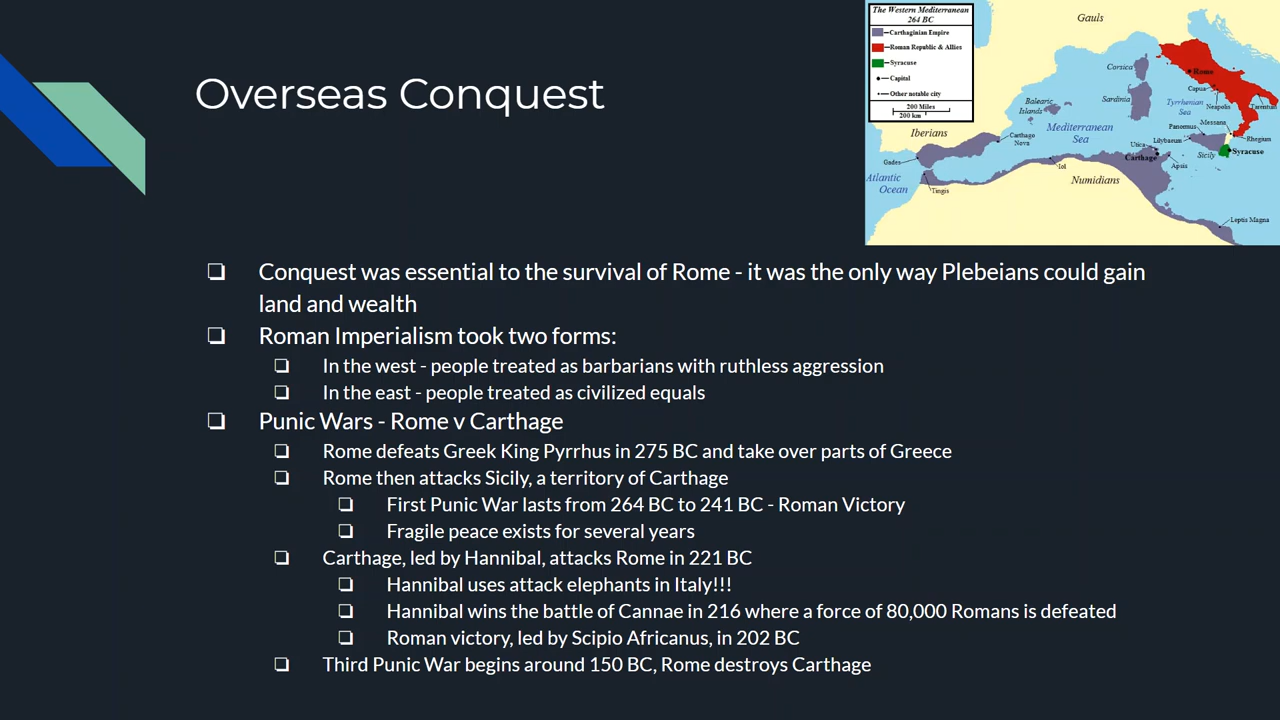 Overseas Conquest
The Western Mediterranean
264 BC
Carthaginian Empire
Roman Republic & Allies
Syracuse
Capital
Other notable city
200 Miles
200 km
Gauls
Corsica
Rome
Capua
Sardinia
Tyrrhenian
Sea
Neapolis
Tarentum
Balearic
Islands
Mediterranean
Sea
Messana
Panormus
Rhegium
Iberians
Carthage
Nova
Utica
Lilybaeum
Carthage
Sicily
Syracuse
Gades
Iol
Apsis
Atlantic
Ocean
Tingis
Numidians
Leptis Magna
❏ Conquest was essential to the survival of Rome - it was the only way Plebeians could gain
land and wealth
❏ Roman Imperialism took two forms:
❏ In the west - people treated as barbarians with ruthless aggression
❏ In the east - people treated as civilized equals
❏ Punic Wars - Rome v Carthage
❏ Rome defeats Greek King Pyrrhus in 275 BC and take over parts of Greece
❏ Rome then attacks Sicily, a territory of Carthage
❏ First Punic War lasts from 264 BC to 241 BC - Roman Victory
❏ Fragile peace exists for several years
❏ Carthage, led by Hannibal, attacks Rome in 221 BC
❏ Hannibal uses attack elephants in Italy!!!
❏ Hannibal wins the battle of Cannae in 216 where a force of 80,000 Romans is defeated
❏ Roman victory, led by Scipio Africanus, in 202 BC
❏ Third Punic War begins around 150 BC, Rome destroys Carthage